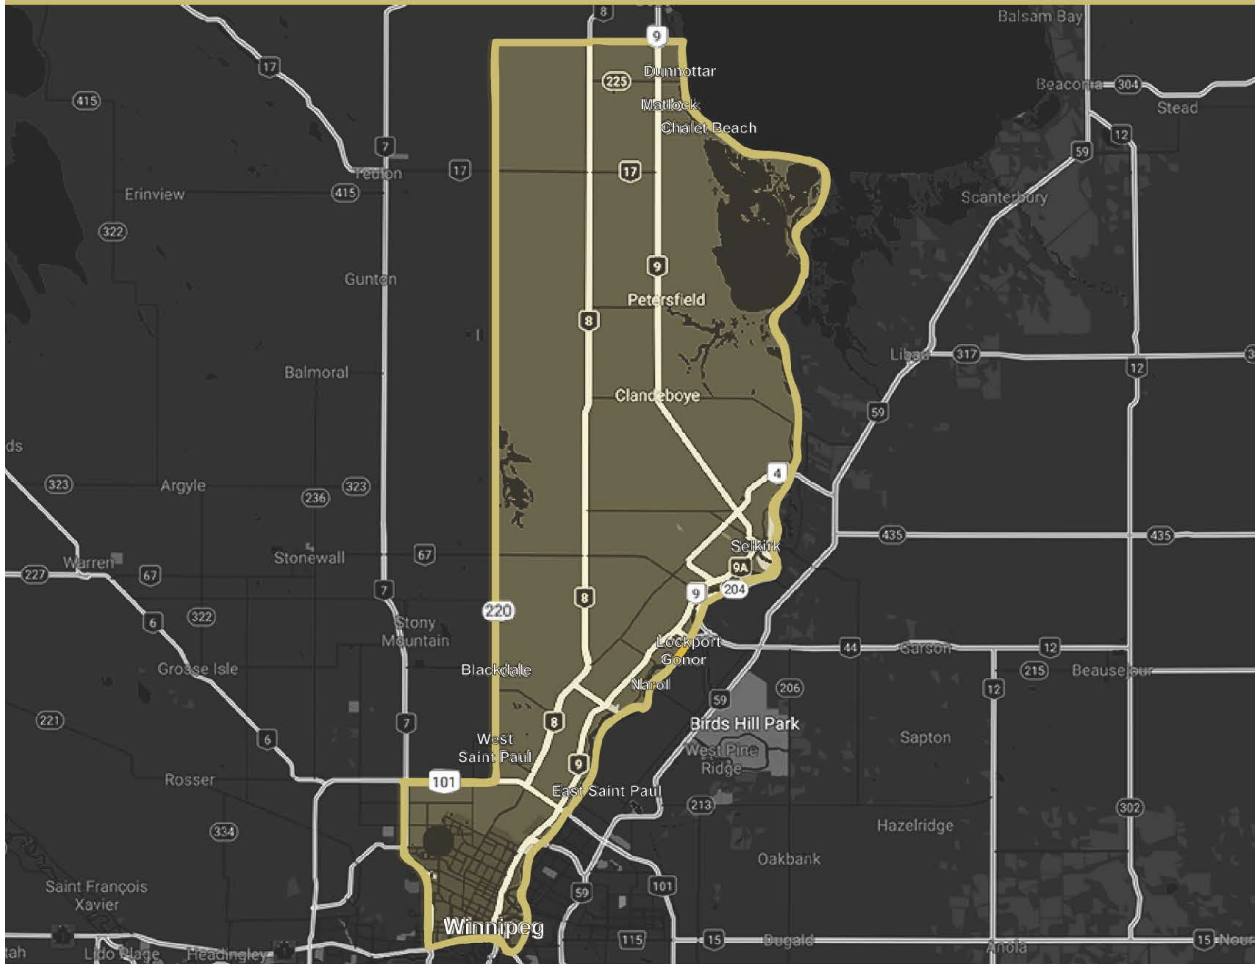 8
9
Balsam Bay
17
Dunnottar
225
Beaconia
304
415
Matlock
Stead
Chalet Beach
12
7
59
17
Teulon
17
415
Erinview
Scanterbury
322
9
Gunton
Petersfield
8
Libau
317
12
Balmoral
Clandeboye
59
ds
4
323
Argyle
323
236
435
435
Selkirk
67
Stonewall
Warren
9A
227
67
7
8
9
204
220
322
6
Stony
Mountain
Lockport
44
Garson
12
Gonor
Grosse Isle
Blackdale
215
Beausejour
Narol
206
12
59
221
7
8
Birds Hill Park
6
West
Saint Paul
Sapton
West Pine
Ridge
9
Rosser
101
East Saint Paul
213
302
334
Hazelridge
Oakbank
Saint François
Xavier
59
101
Winnipeg
115
15
Dugald
15
Anola
Lido Plage
Headingley